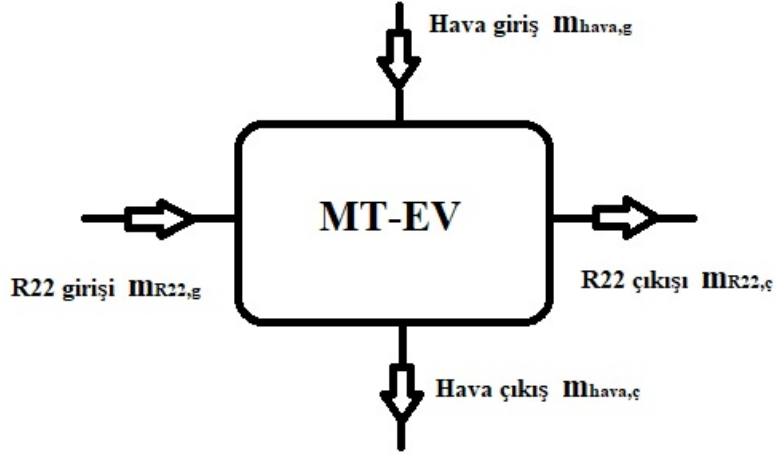 Hava giriş mhava,g
MT-EV
R22 girişi mR22,g
R22 çıkışı mR22,ç
Hava çıkış mhava,ç